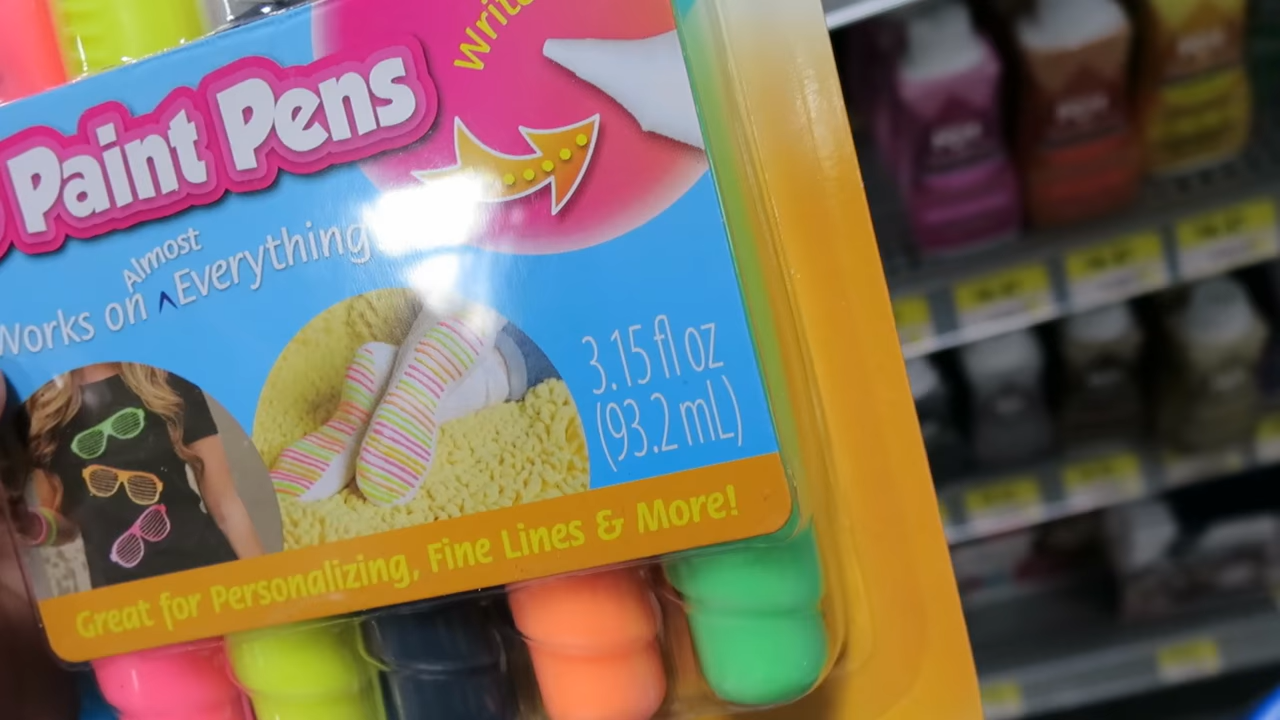 Write
Paint Pens
Works on Almost Everything
3.15 fl oz
(93.2 mL)
Great for Personalizing, Fine Lines & More!